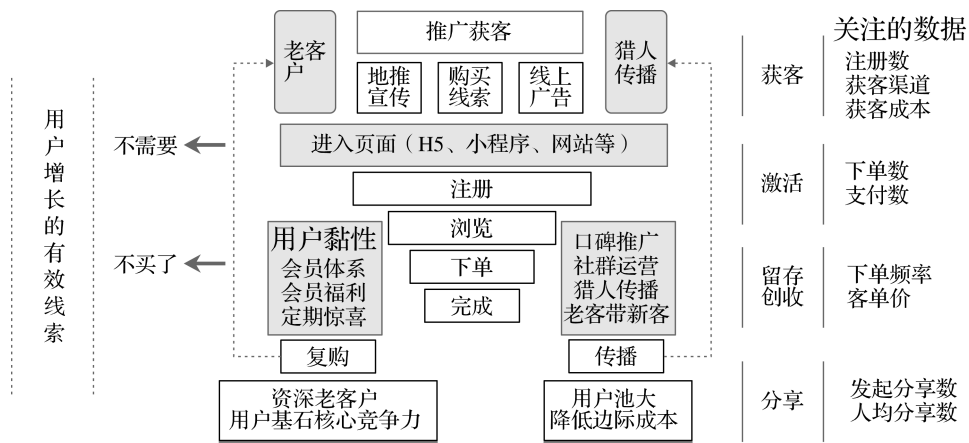 用户增长的有效线索
不需要
不买了
老客户
推广获客
地推宣传
购买线索
线上广告
猎人传播
进入页面（H5、小程序、网站等）
注册
浏览
下单
完成
用户黏性
会员体系
会员福利
定期惊喜
口碑推广
社群运营
猎人传播
老客带新客
复购
传播
资深老客户
用户基石核心竞争力
用户池大
降低边际成本
关注的数据
获客
注册数
获客渠道
获客成本
激活
下单数
支付数
留存
创收
下单频率
客单价
分享
发起分享数
人均分享数